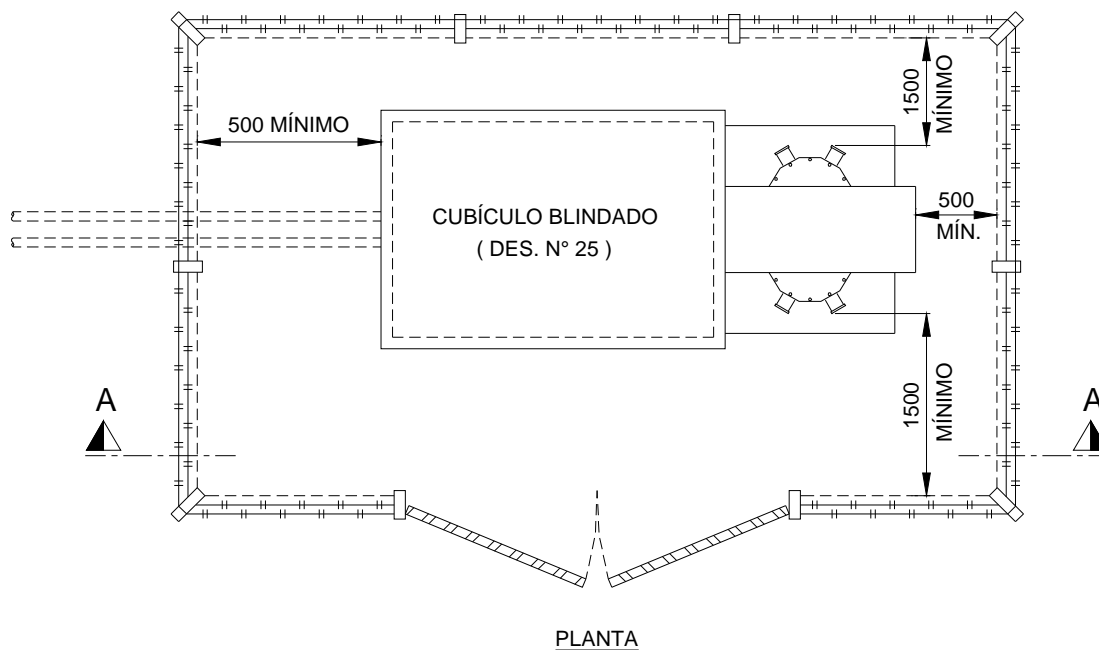 500 MÍNIMO
1500
MÍNIMO
CUBÍCULO BLINDADO
( DES. N° 25 )
500
MÍN.
1500
MÍNIMO
A
A
PLANTA